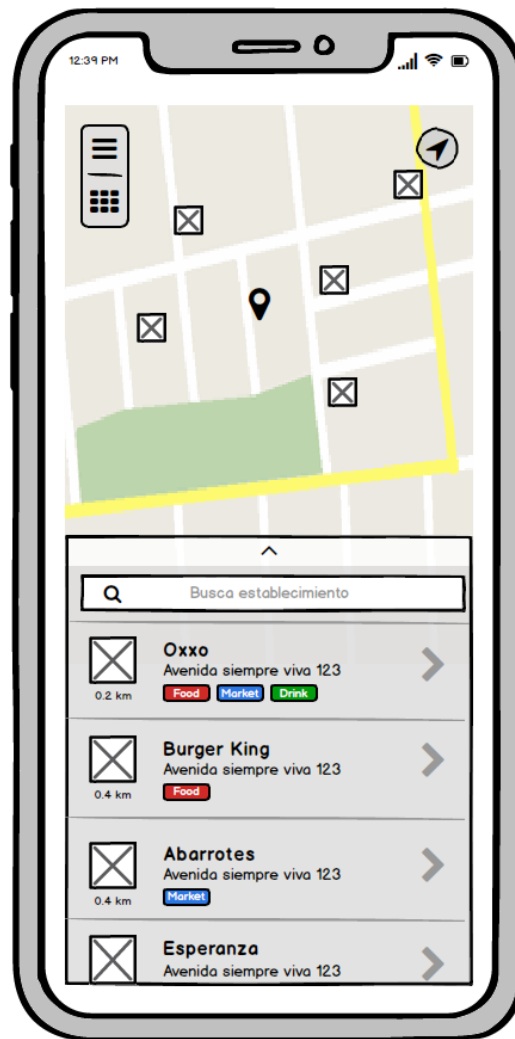 12:39 PM
Busca establecimiento
Oxxo
Avenida siempre viva 123
0.2 km
Food Market Drink
Burger King
Avenida siempre viva 123
0.4 km
Food
Abarrotes
Avenida siempre viva 123
0.4 km
Market
Esperanza
Avenida siempre viva 123